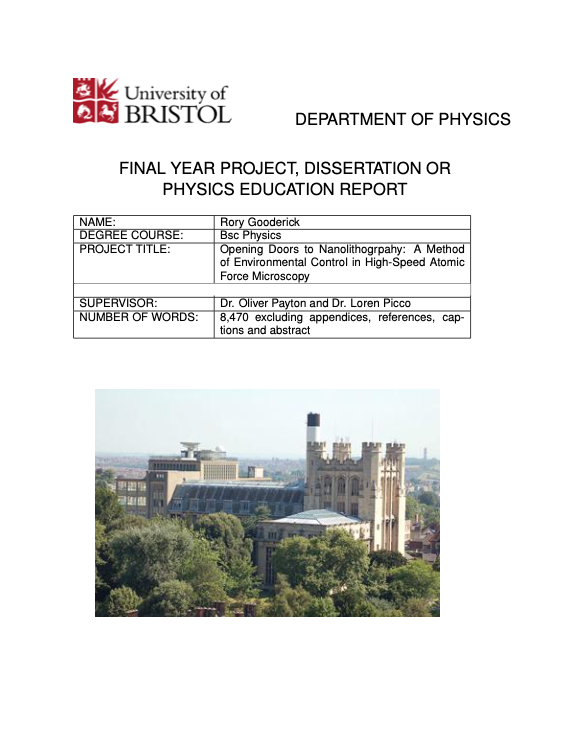 University of
BRISTOL
DEPARTMENT OF PHYSICS
FINAL YEAR PROJECT, DISSERTATION OR
PHYSICS EDUCATION REPORT
NAME: Rory Gooderick
DEGREE COURSE: Bsc Physics
PROJECT TITLE: Opening Doors to Nanolithogrpahy: A Method
of Environmental Control in High-Speed Atomic
Force Microscopy
SUPERVISOR: Dr. Oliver Payton and Dr. Loren Picco
NUMBER OF WORDS: 8,470 excluding appendices, references, cap-
tions and abstract